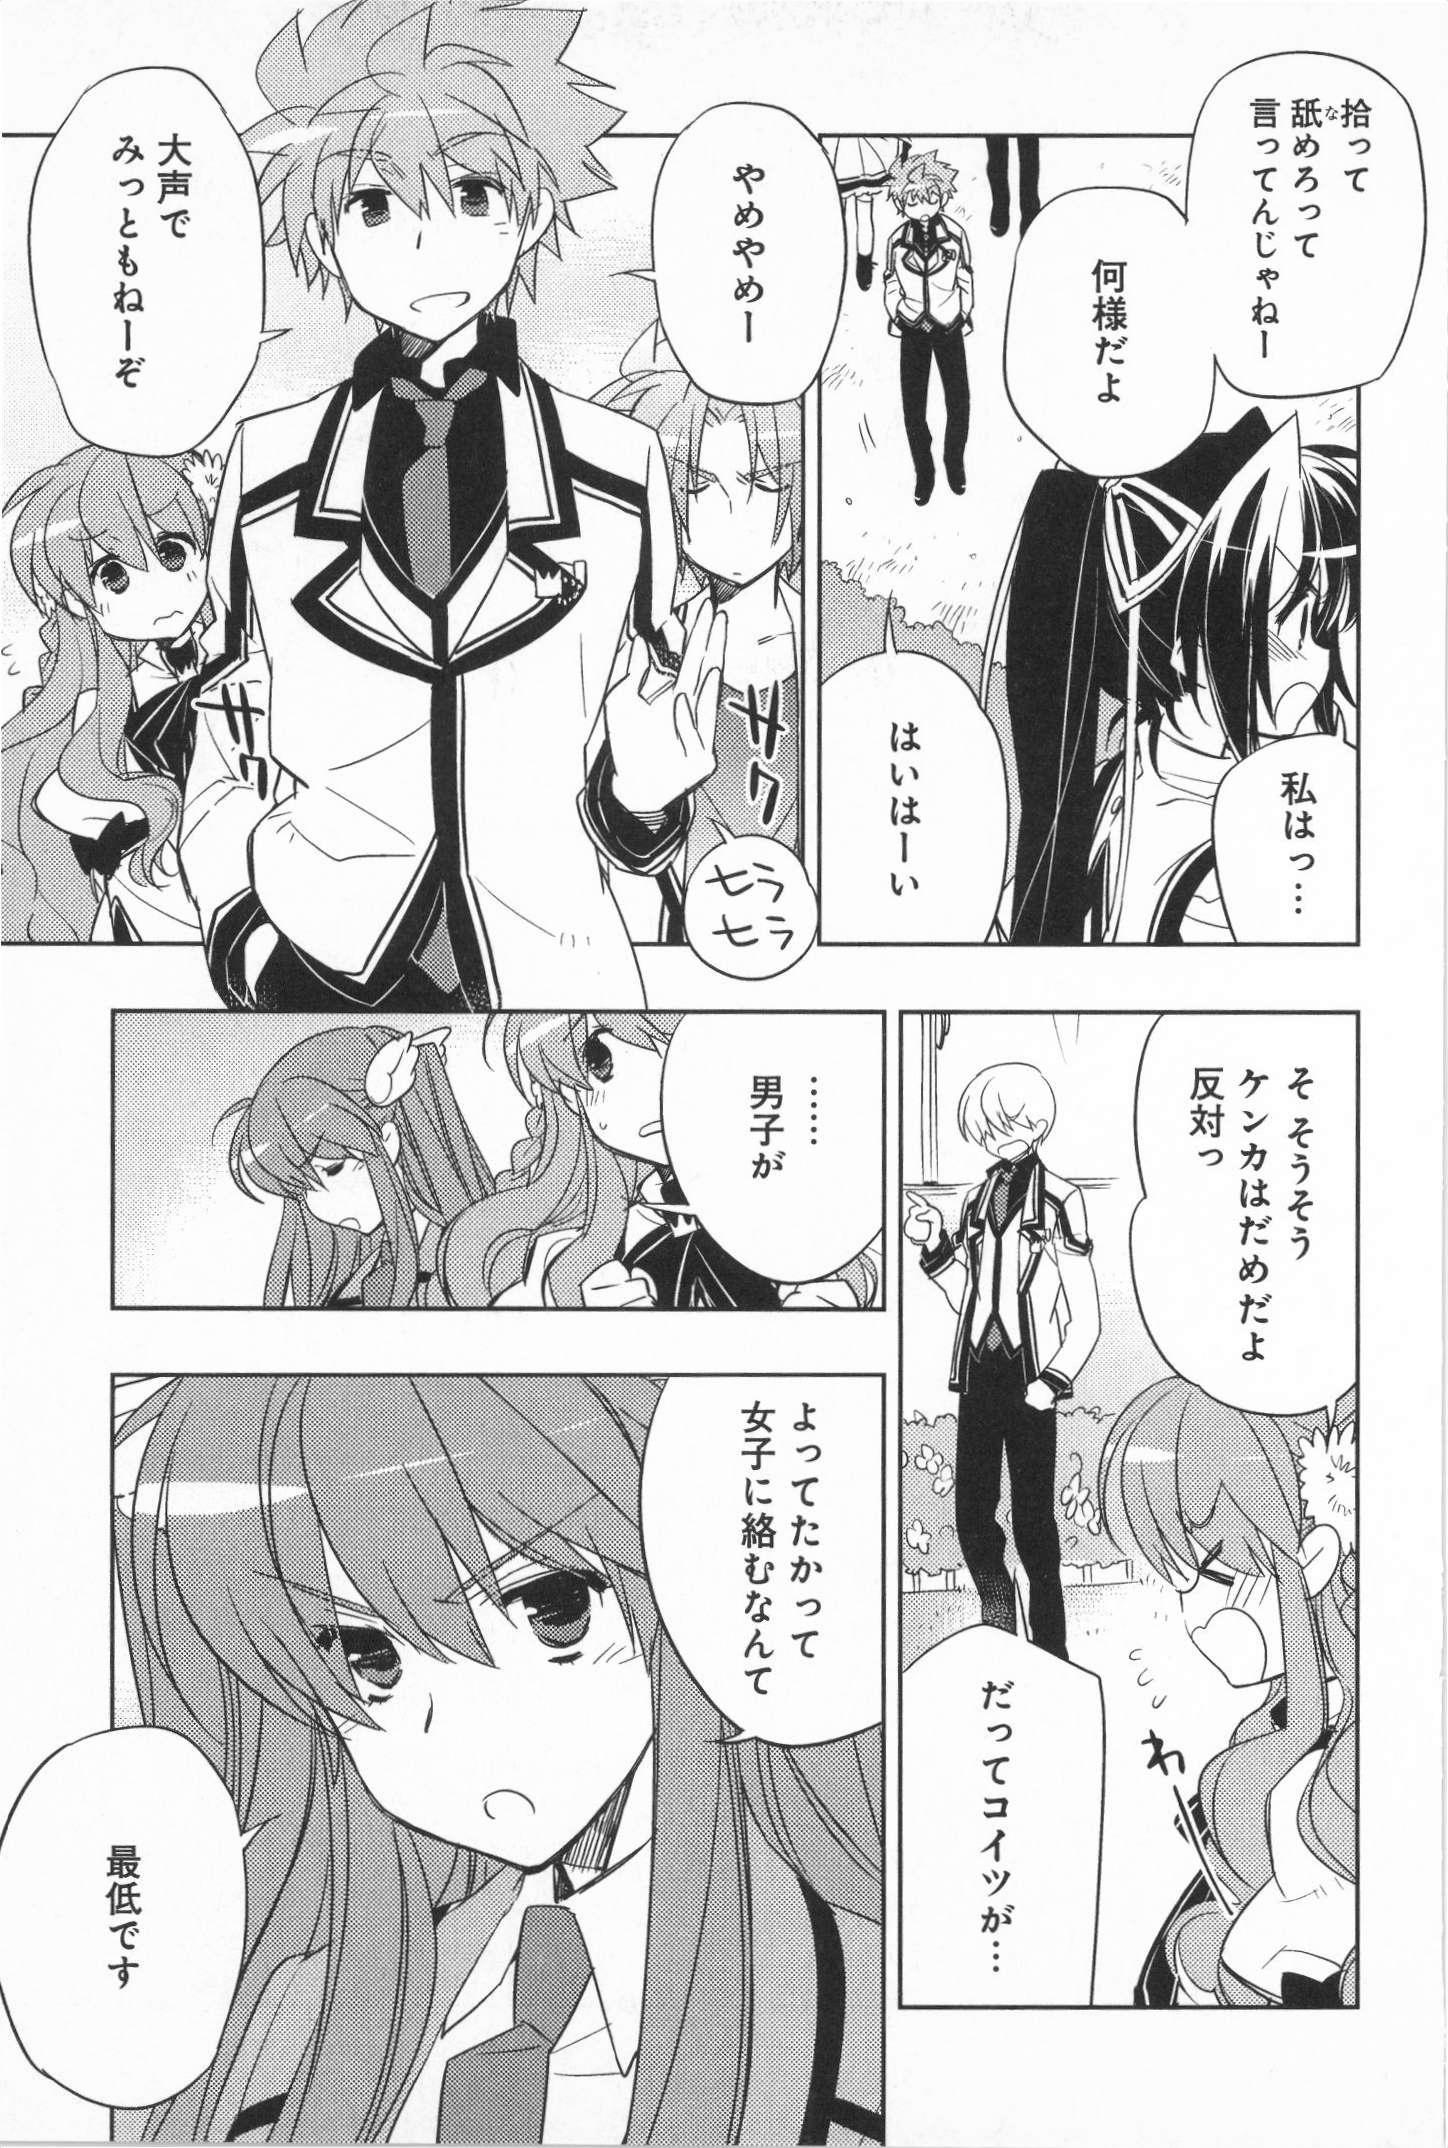 拾って
舐めろって
言ってんじゃねー
な
何様だよ
私はっ…
はいはーい
やめやめー
大声で
みっともねーぞ
ザク
ザク
ヒラ
ヒラ
そ そうそう
ケンカはだめだよ
反対っ
わーっ
だってコイツが…
……
男子が
よってたかって
女子に絡むなんて
最低です